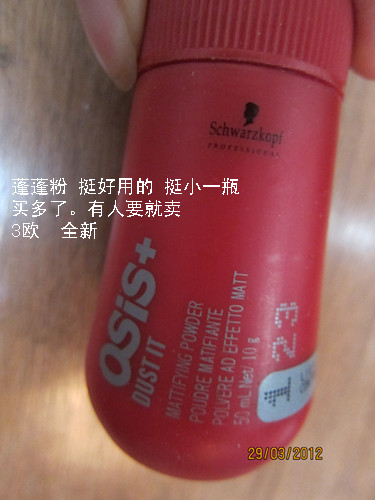 Schwarzkopf
PROFESSIONAL
蓬蓬粉 挺好用的 挺小一瓶
买多了。有人要就卖
3欧 全新
OSiS+
DUST IT
MATTIFYING POWDER
POUDRE MATIFIANTE
POLVERE AD EFFETTO MATT
50 mL Net. 10 g
1 2 3
29/03/2012